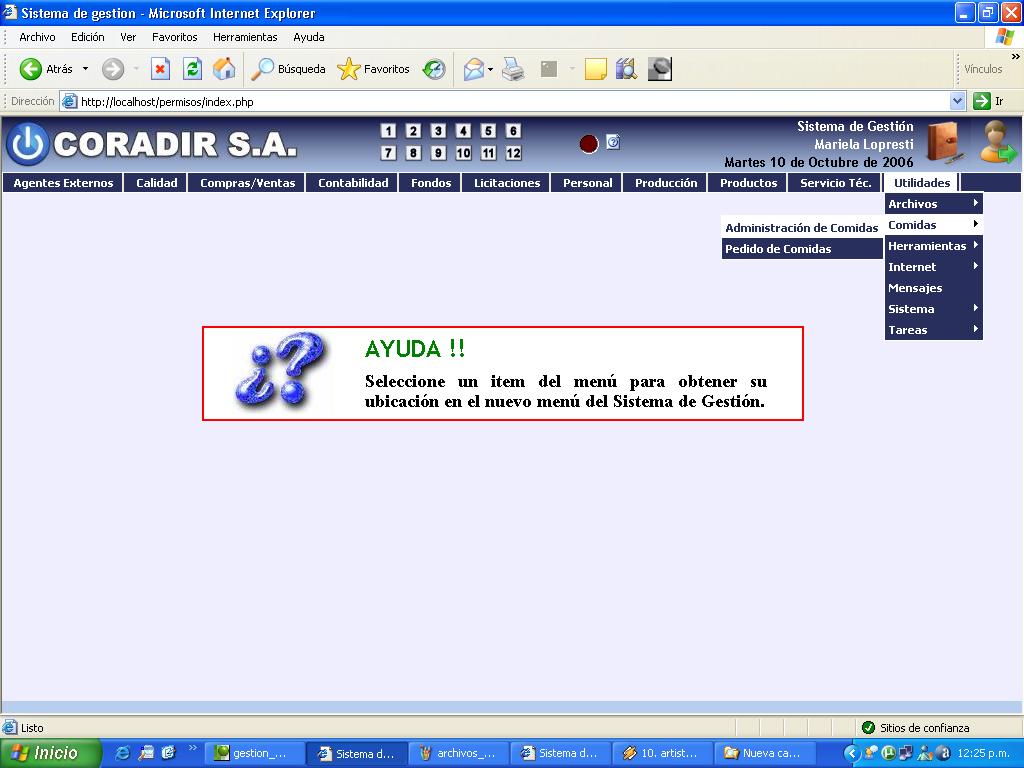 Sistema de gestion - Microsoft Internet Explorer
Archivo Edición Ver Favoritos Herramientas Ayuda
Atrás Búsqueda Favoritos Vínculos »
Dirección http://localhost/permisos/index.php Ir
CORADIR S.A.
1 2 3 4 5 6
7 8 9 10 11 12
Sistema de Gestión
Mariela Lopresti
Martes 10 de Octubre de 2006
Agentes Externos Calidad Compras/Ventas Contabilidad Fondos Licitaciones Personal Producción Productos Servicio Téc. Utilidades
Archivos
Comidas
Administración de Comidas
Pedido de Comidas
Herramientas
Internet
Mensajes
Sistema
Tareas
¿?
AYUDA !!
Seleccione un item del menú para obtener su
ubicación en el nuevo menú del Sistema de Gestión.
Listo Sitios de confianza
Inicio » gestion_... Sistema d... archivos_... Sistema d... 10. artist... Nueva ca... 12:25 p.m.